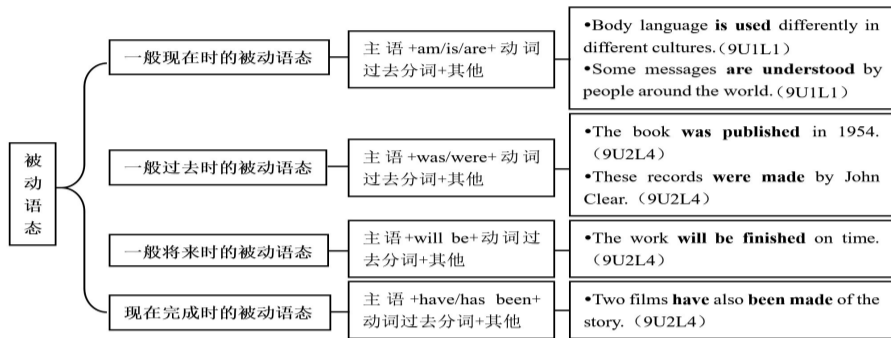 被
动
语
态
一般现在时的被动语态
主语+am/is/are+动词
过去分词+其他
•Body language is used differently in
different cultures.(9U1L1)
•Some messages are understood by
people around the world.(9U1L1)
一般过去时的被动语态
主语+was/were+动词
过去分词+其他
•The book was published in 1954.
(9U2L4)
•These records were made by John
Clear. (9U2L4)
一般将来时的被动语态
主语+will be+动词过
去分词+其他
•The work will be finished on time.
(9U2L4)
现在完成时的被动语态
主语+have/has been+
动词过去分词+其他
•Two films have also been made of the
story. (9U2L4)